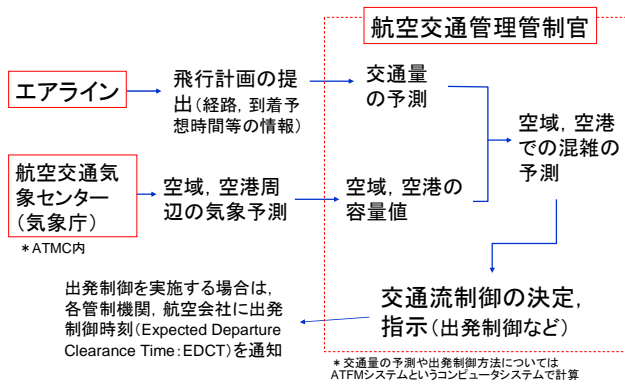 航空交通管理管制官
エアライン
飛行計画の提
出(経路，到着予
想時間等の情報)
交通量
の予測
空域，空港
での混雑の
予測
航空交通気
象センター
(気象庁)
＊ATMC内
空域，空港周
辺の気象予測
空域，空港の
容量値
出発制御を実施する場合は，
各管制機関，航空会社に出発
制御時刻(Expected Departure
Clearance Time：EDCT)を通知
交通流制御の決定，
指示(出発制御など)
＊交通量の予測や出発制御方法については
ATFMシステムというコンピュータシステムで計算